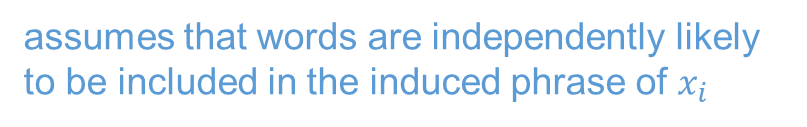 assumes that words are independently likely
to be included in the induced phrase of xᵢ